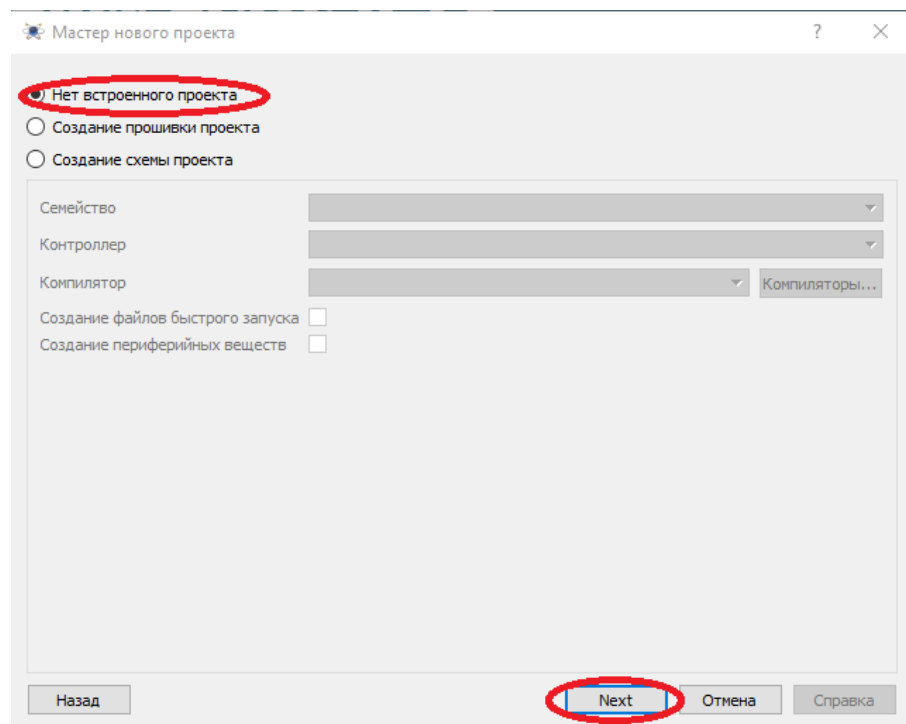 Мастер нового проекта
Нет встроенного проекта
Создание прошивки проекта
Создание схемы проекта
Семейство
Контроллер
Компилятор Компиляторы...
Создание файлов быстрого запуска
Создание периферийных веществ
Назад Next Отмена Справка